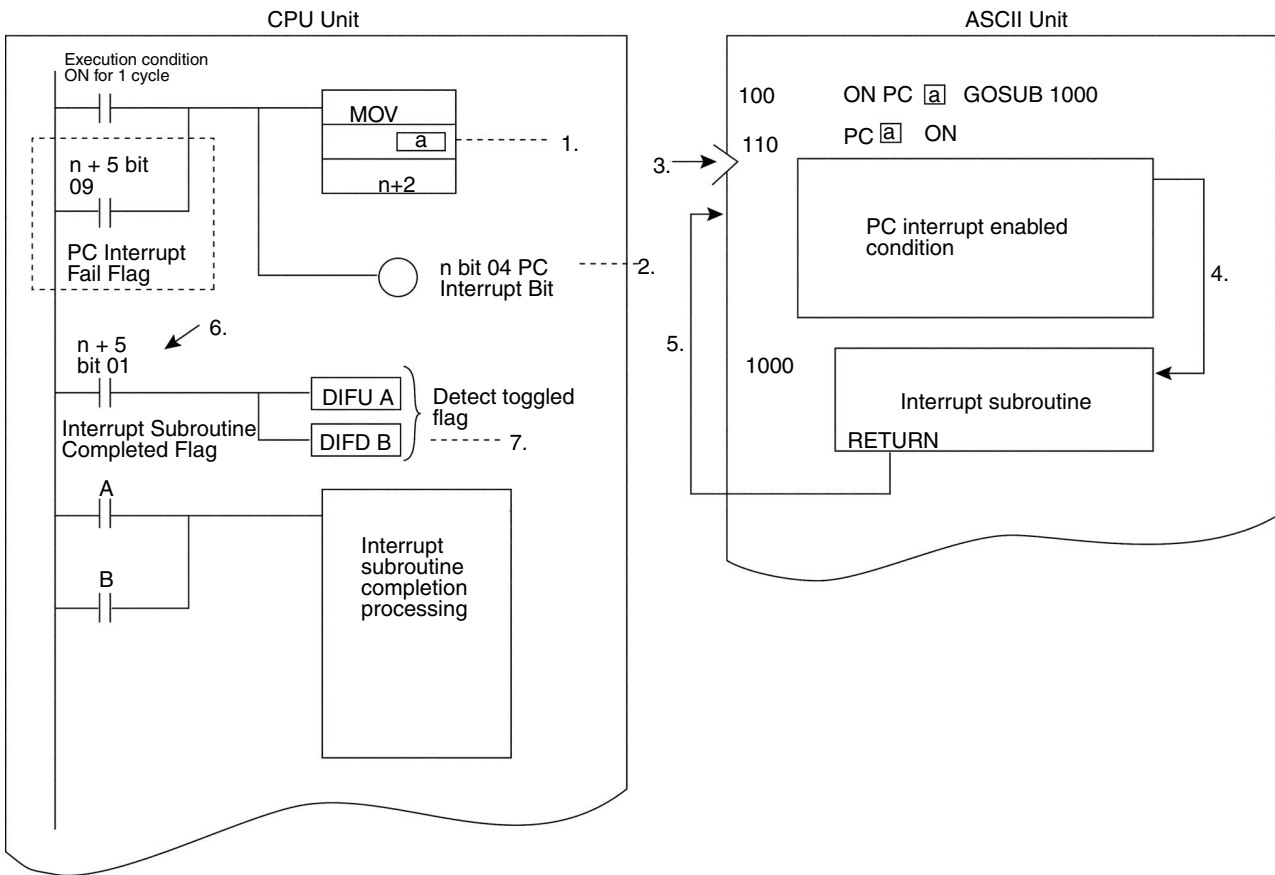 CPU Unit
Execution condition
ON for 1 cycle
MOV
a
1.
n+2
n + 5 bit
09
PC Interrupt
Fail Flag
n bit 04 PC
Interrupt Bit
2.
6.
n + 5
bit 01
DIFU A
DIFD B
Detect toggled
flag
7.
Interrupt Subroutine
Completed Flag
A
B
Interrupt
subroutine
completion
processing
ASCII Unit
100 ON PC a GOSUB 1000
110 PC a ON
3.
PC interrupt enabled
condition
4.
5.
1000
Interrupt subroutine
RETURN